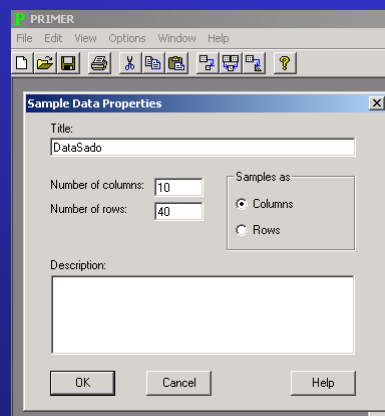 PRIMER
File Edit View Options Window Help
Sample Data Properties
Title:
DataSado
Number of columns: 10
Number of rows: 40
Samples as
Columns
Rows
Description:
OK Cancel Help